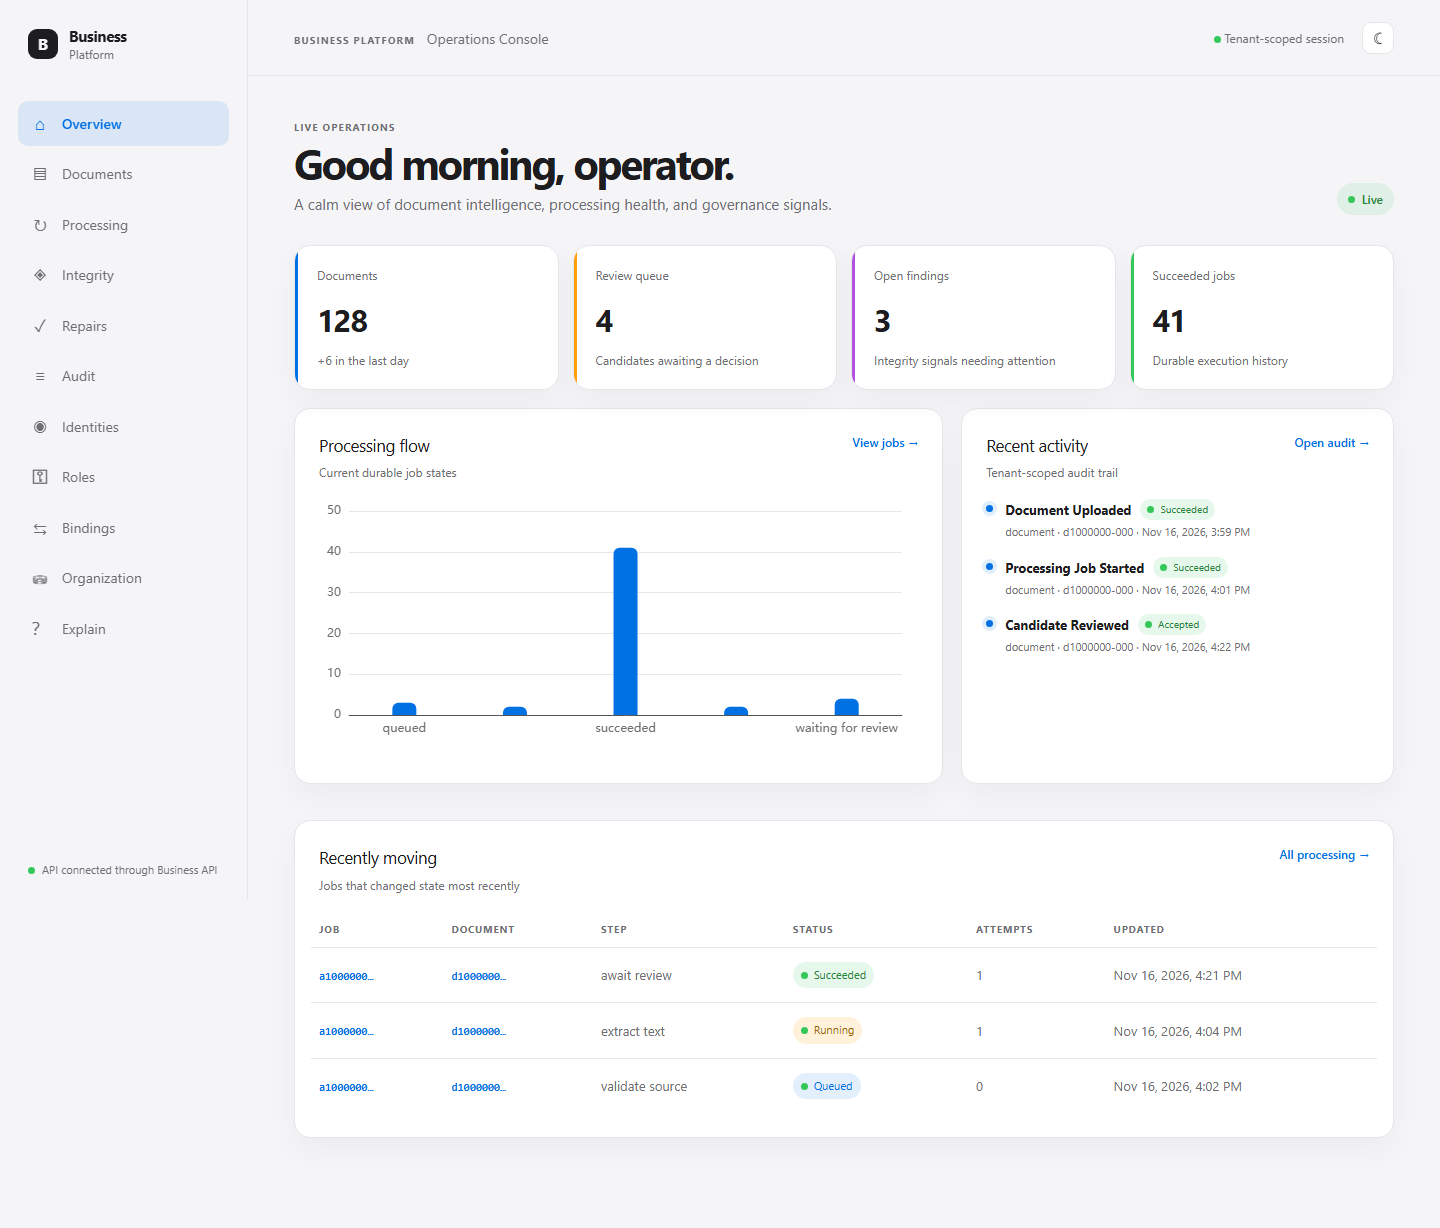 B
Business
Platform
Overview
Documents
Processing
Integrity
Repairs
Audit
Identities
Roles
Bindings
Organization
? Explain
API connected through Business API
BUSINESS PLATFORM Operations Console
Tenant-scoped session
LIVE OPERATIONS
Good morning, operator.
A calm view of document intelligence, processing health, and governance signals.
Live
Documents
128
+6 in the last day
Review queue
4
Candidates awaiting a decision
Open findings
3
Integrity signals needing attention
Succeeded jobs
41
Durable execution history
Processing flow
View jobs →
Current durable job states
50
40
30
20
10
0
queued succeeded waiting for review
Recent activity
Open audit →
Tenant-scoped audit trail
Document Uploaded Succeeded
document · d1000000-000 · Nov 16, 2026, 3:59 PM
Processing Job Started Succeeded
document · d1000000-000 · Nov 16, 2026, 4:01 PM
Candidate Reviewed Accepted
document · d1000000-000 · Nov 16, 2026, 4:22 PM
Recently moving
All processing →
Jobs that changed state most recently
JOB DOCUMENT STEP STATUS ATTEMPTS UPDATED
a1000000… d1000000… await review Succeeded 1 Nov 16, 2026, 4:21 PM
a1000000… d1000000… extract text Running 1 Nov 16, 2026, 4:04 PM
a1000000… d1000000… validate source Queued 0 Nov 16, 2026, 4:02 PM